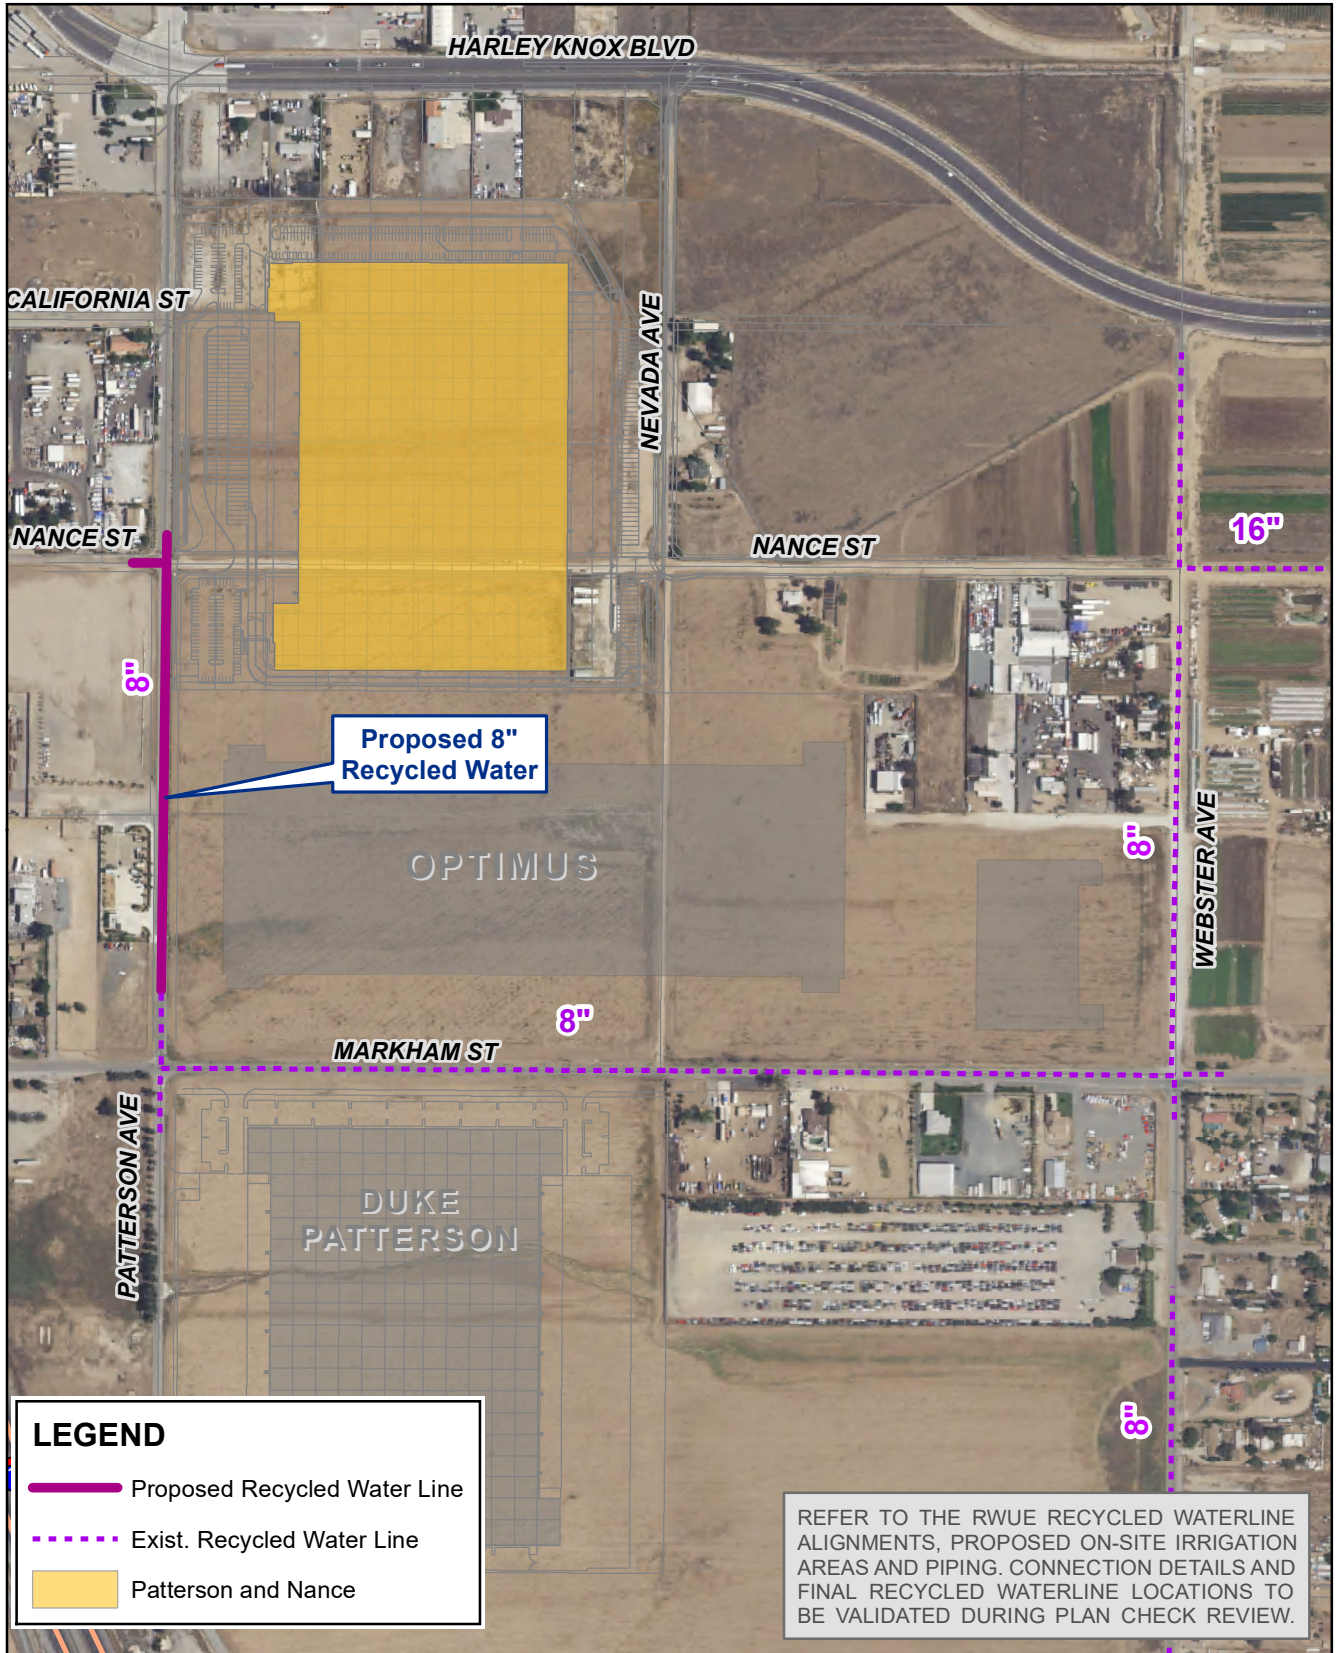 HARLEY KNOX BLVD
CALIFORNIA ST
NEVADA AVE
NANCE ST
NANCE ST
16"
8"
Proposed 8"
Recycled Water
OPTIMUS
8"
WEBSTER AVE
8"
MARKHAM ST
PATTERSON AVE
DUKE
PATTERSON
8"
LEGEND
Proposed Recycled Water Line
Exist. Recycled Water Line
Patterson and Nance
REFER TO THE RWUE RECYCLED WATERLINE
ALIGNMENTS, PROPOSED ON-SITE IRRIGATION
AREAS AND PIPING. CONNECTION DETAILS AND
FINAL RECYCLED WATERLINE LOCATIONS TO
BE VALIDATED DURING PLAN CHECK REVIEW.